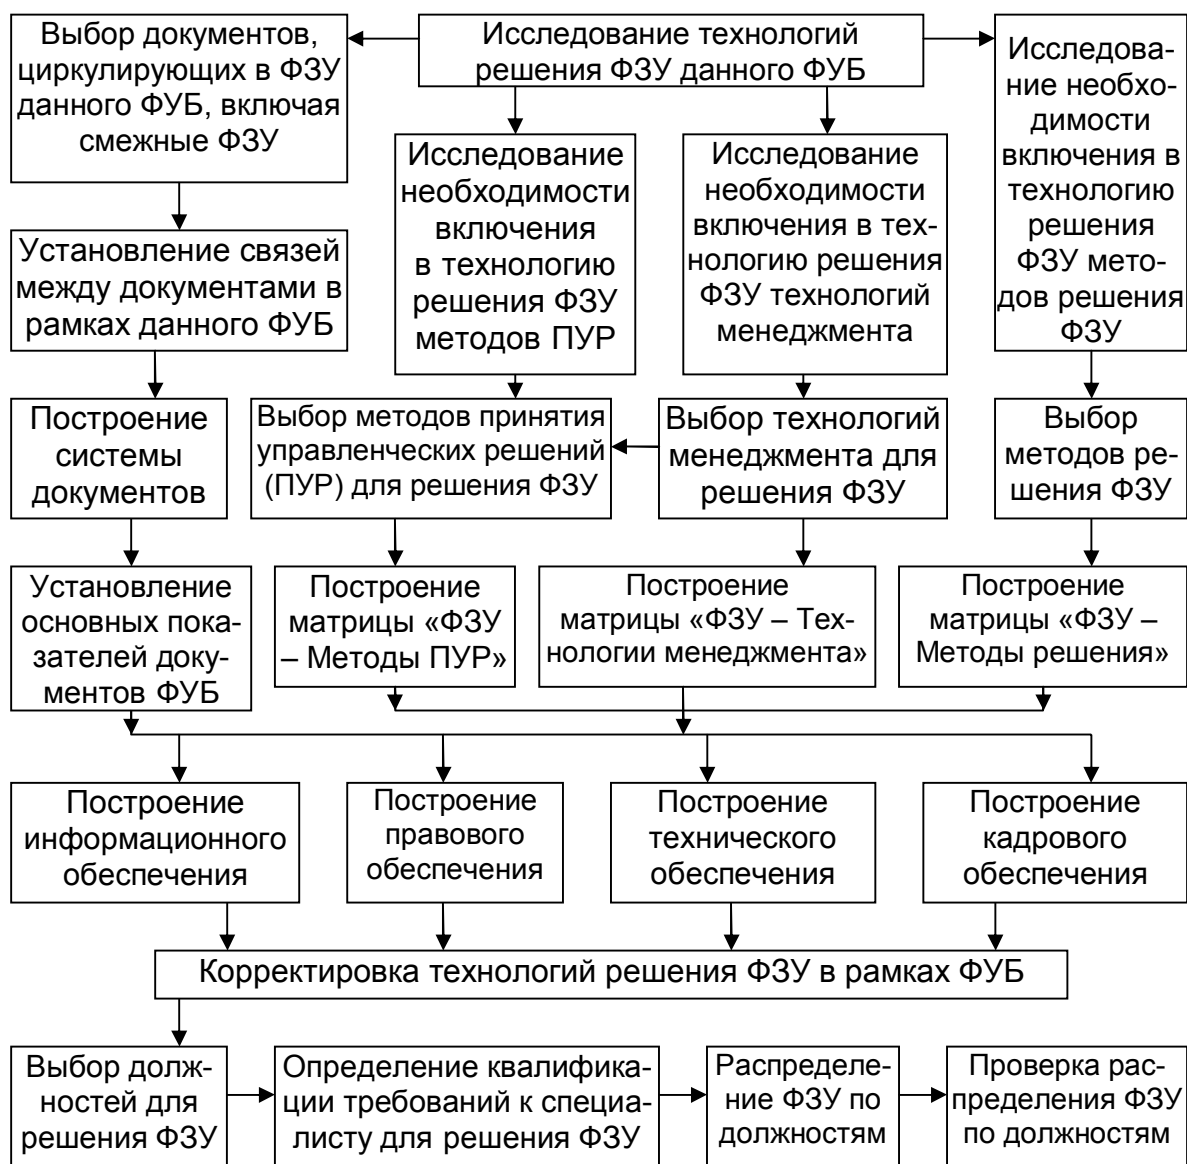 Выбор документов,
циркулирующих в ФЗУ
данного ФУБ, включая
смежные ФЗУ
Исследование технологий
решения ФЗУ данного ФУБ
Исследова-
ние необхо-
димости
включения в
технологию
решения
ФЗУ мето-
дов решения
ФЗУ
Исследование
необходимости
включения
в технологию
решения ФЗУ
методов ПУР
Исследование
необходимости
включения в тех-
нологию решения
ФЗУ технологий
менеджмента
Установление связей
между документами в
рамках данного ФУБ
Построение
системы
документов
Выбор методов принятия
управленческих решений
(ПУР) для решения ФЗУ
Выбор технологий
менеджмента для
решения ФЗУ
Выбор
методов ре-
шения ФЗУ
Установление
основных пока-
зателей доку-
ментов ФУБ
Построение
матрицы «ФЗУ
– Методы ПУР»
Построение
матрицы «ФЗУ – Тех-
нологии менеджмента»
Построение
матрицы «ФЗУ –
Методы решения»
Построение
информационного
обеспечения
Построение
правового
обеспечения
Построение
технического
обеспечения
Построение
кадрового
обеспечения
Корректировка технологий решения ФЗУ в рамках ФУБ
Выбор долж-
ностей для
решения ФЗУ
Определение квалифика-
ции требований к специа-
листу для решения ФЗУ
Распределе-
ние ФЗУ по
должностям
Проверка рас-
пределения ФЗУ
по должностям